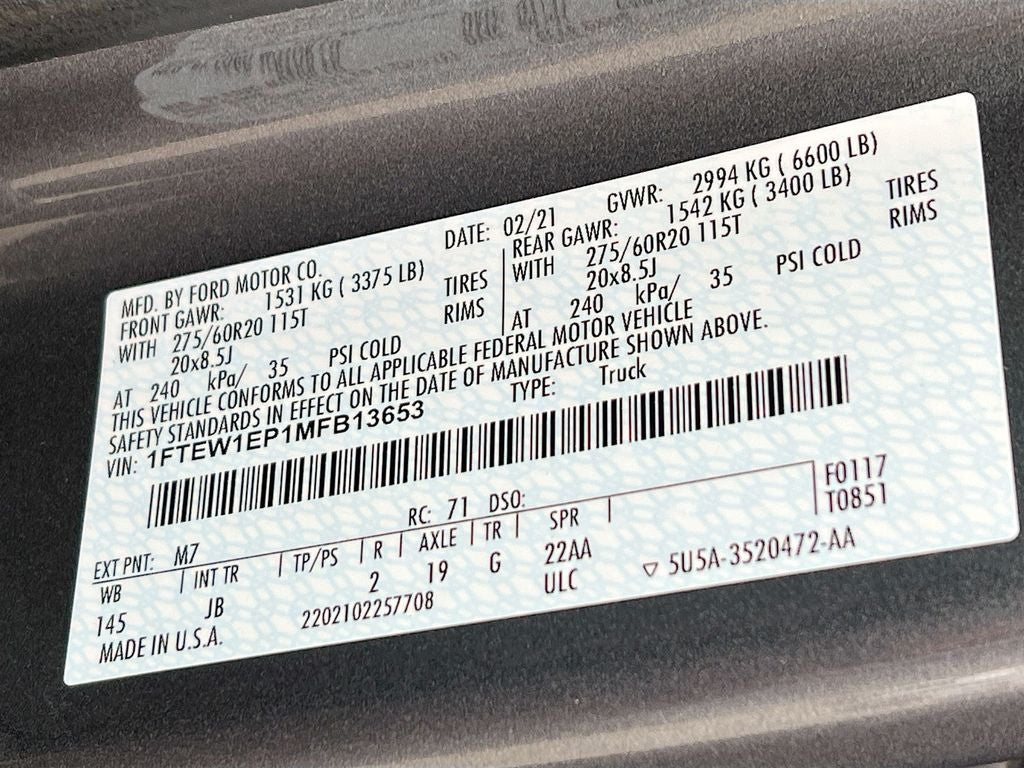 MFD. BY FORD MOTOR CO.
DATE: 02/21 GVWR: 2994 KG ( 6600 LB)
FRONT GAWR: 1531 KG ( 3375 LB)
WITH 275/60R20 115T TIRES
20x8.5J RIMS
AT 240 kPa/ 35 PSI COLD
REAR GAWR: 1542 KG ( 3400 LB)
WITH 275/60R20 115T TIRES
20x8.5J RIMS
AT 240 kPa/ 35 PSI COLD
THIS VEHICLE CONFORMS TO ALL APPLICABLE FEDERAL MOTOR VEHICLE
SAFETY STANDARDS IN EFFECT ON THE DATE OF MANUFACTURE SHOWN ABOVE.
VIN: 1FTEW1EP1MFB13653 TYPE: Truck
F0117
T0851
EXT PNT: M7 RC: 71 DSO:
WB INT TR TP/PS R AXLE TR SPR
145 JB 2 19 G 22AA
MADE IN U.S.A. 2202102257708 ULC ▽ 5U5A-3520472-AA